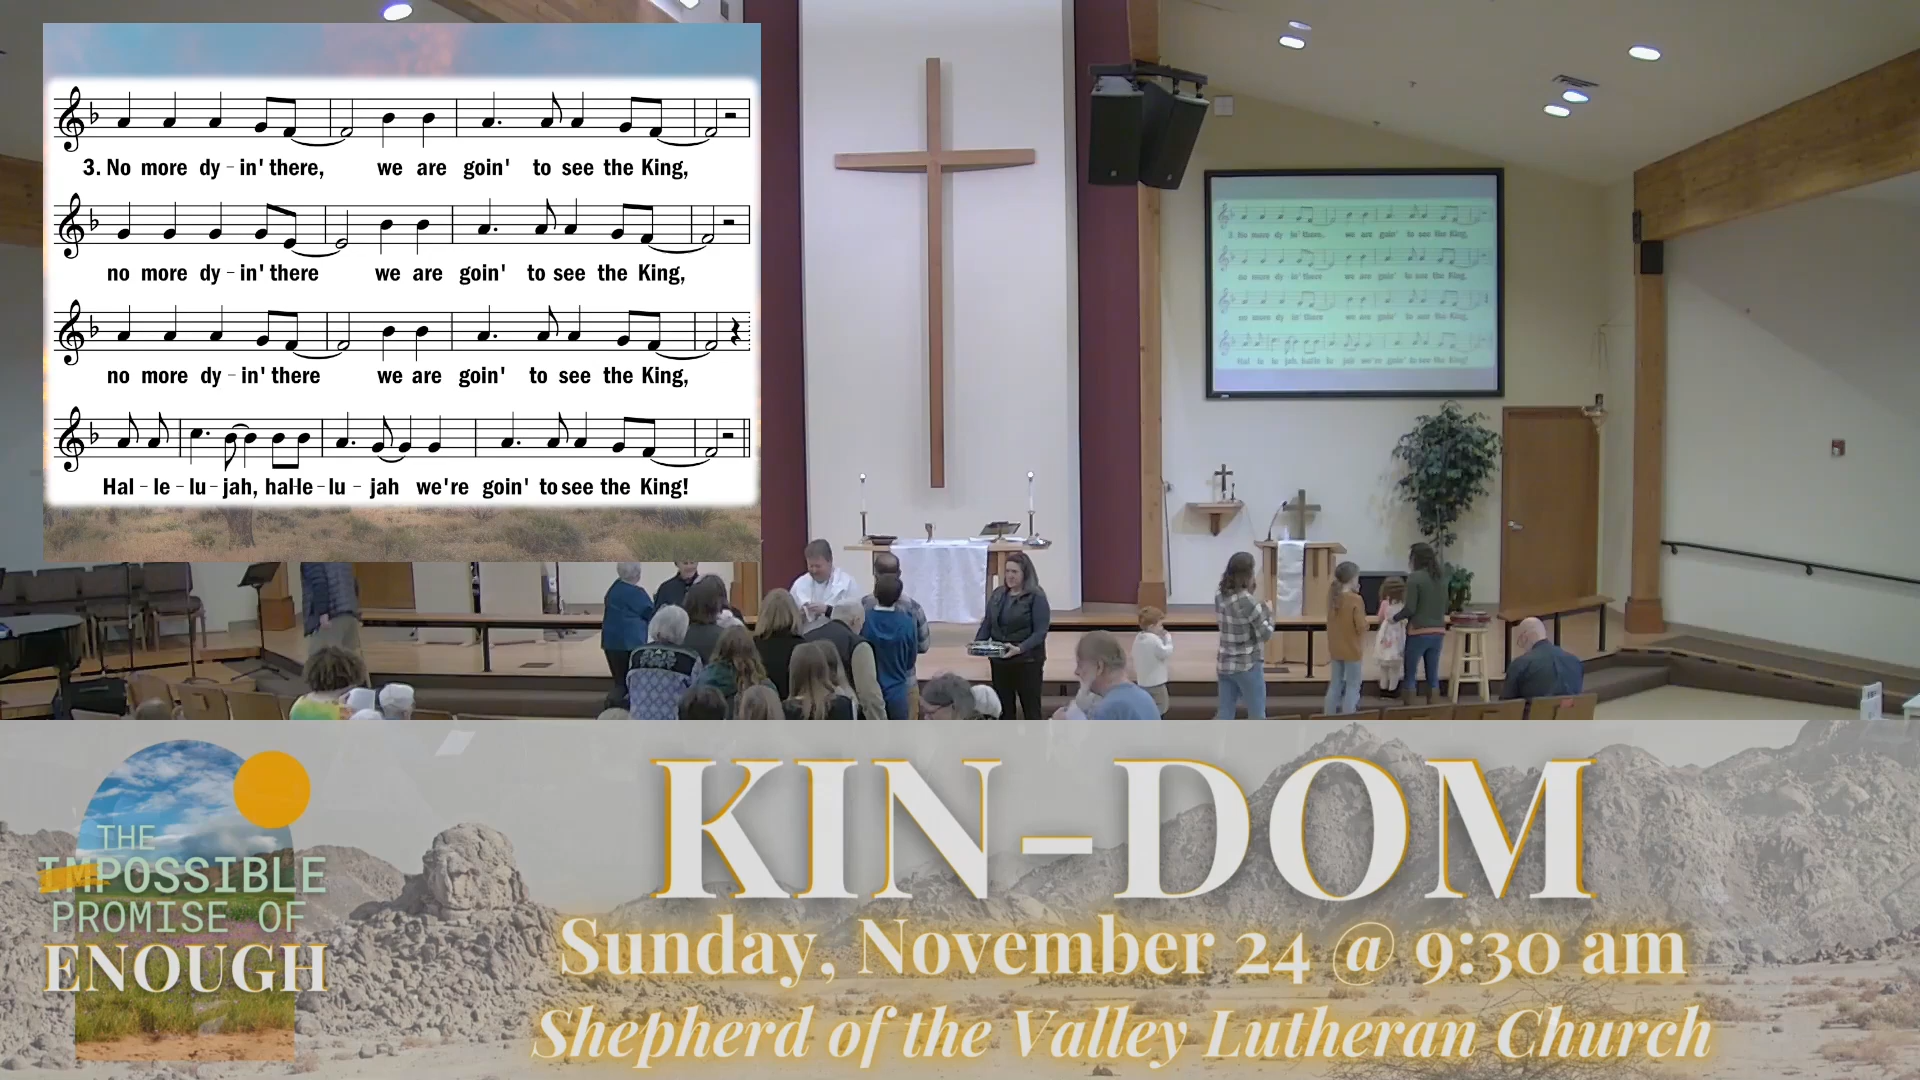 3. No more dy - in' there, we are goin' to see the King,
no more dy - in' there we are goin' to see the King,
no more dy - in' there we are goin' to see the King,
Hal - le - lu - jah, hal-le - lu - jah we're goin' to see the King!
THE
IMPOSSIBLE
PROMISE OF
ENOUGH
KIN-DOM
Sunday, November 24 @ 9:30 am
Shepherd of the Valley Lutheran Church